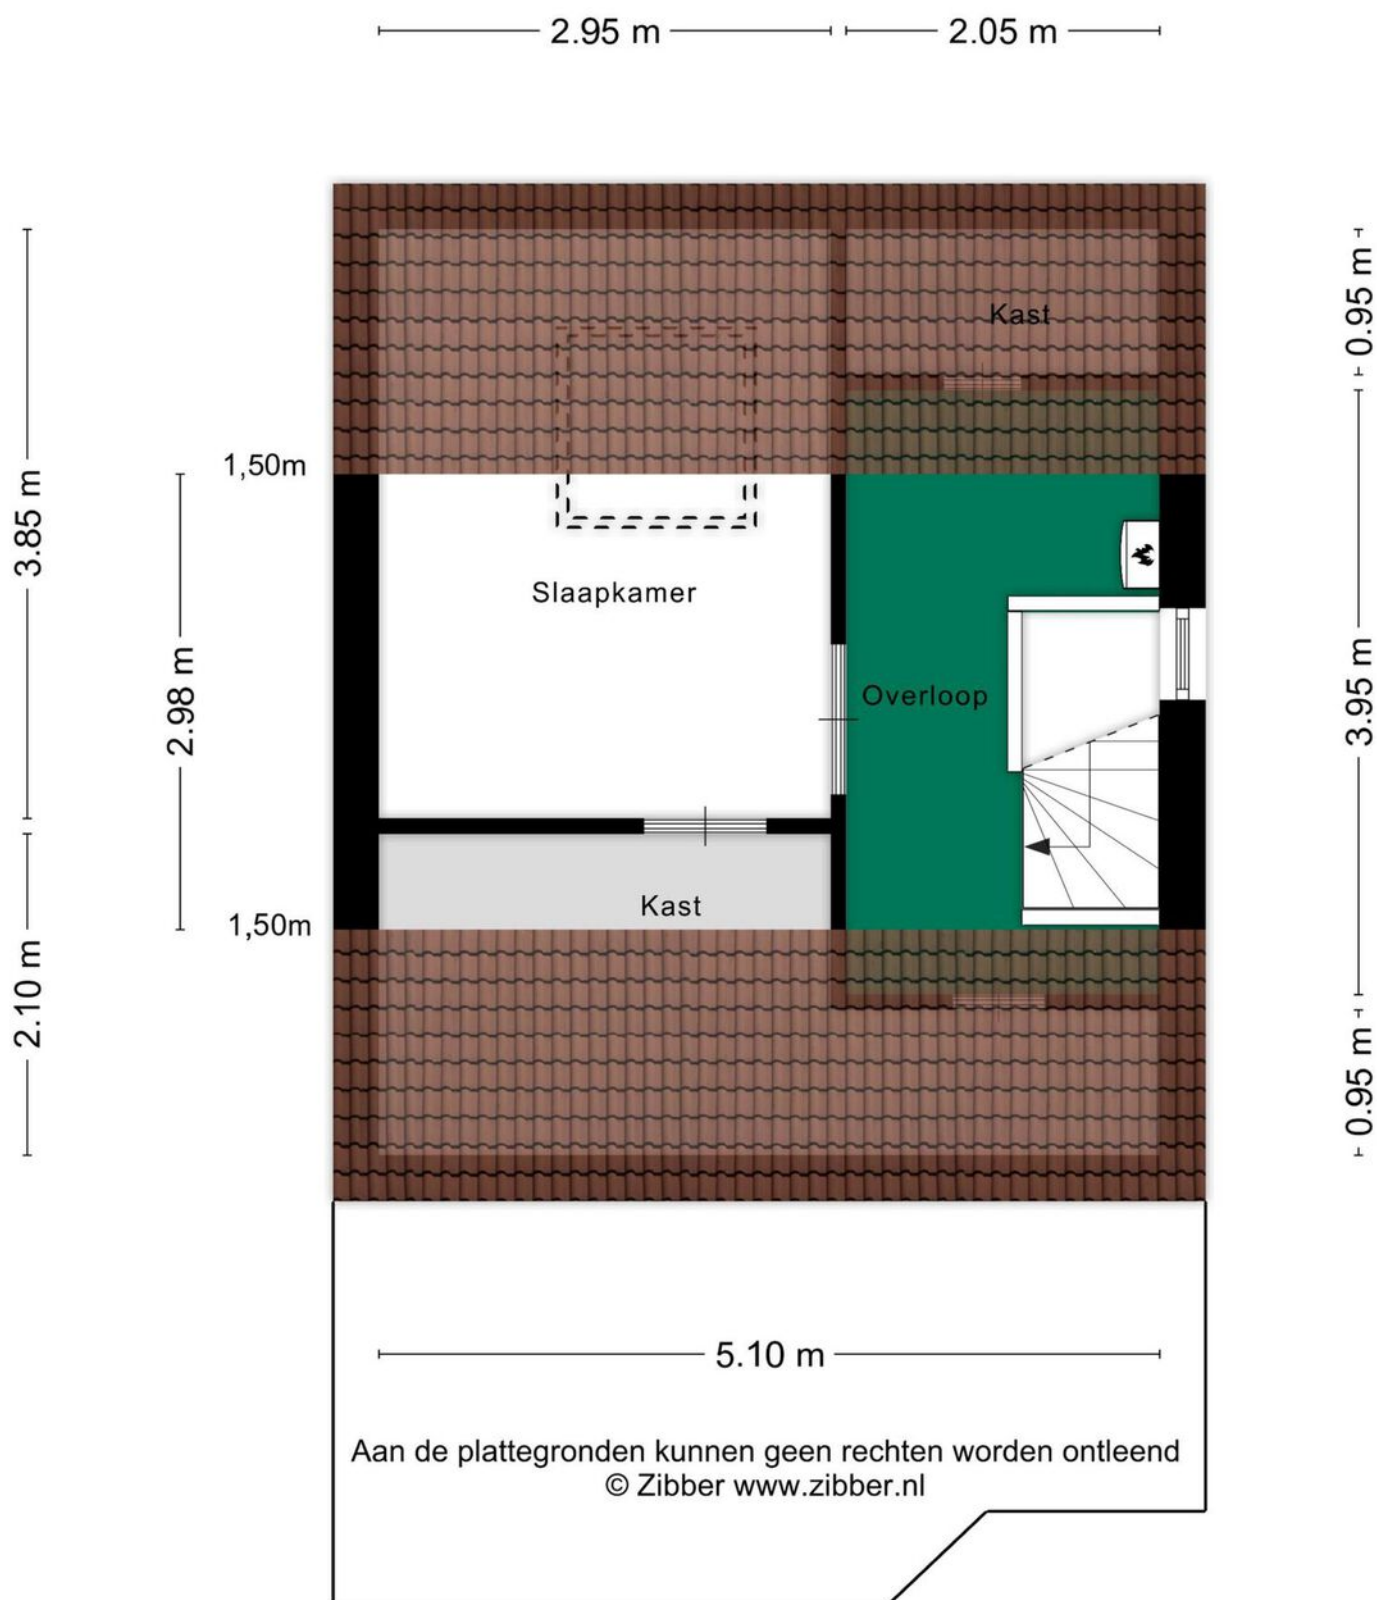 2.95 m
2.05 m
0.95 m
Kast
1,50m
3.85 m
Slaapkamer
2.98 m
Overloop
3.95 m
Kast
1,50m
2.10 m
0.95 m
5.10 m
Aan de plattegronden kunnen geen rechten worden ontleend
© Zibber www.zibber.nl